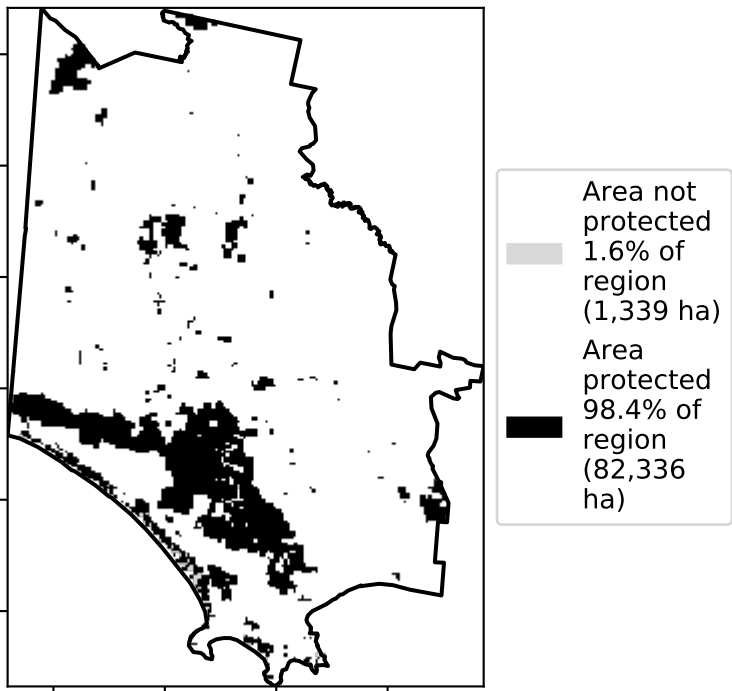 Area not
protected
1.6% of
region
(1,339 ha)
Area
protected
98.4% of
region
(82,336
ha)